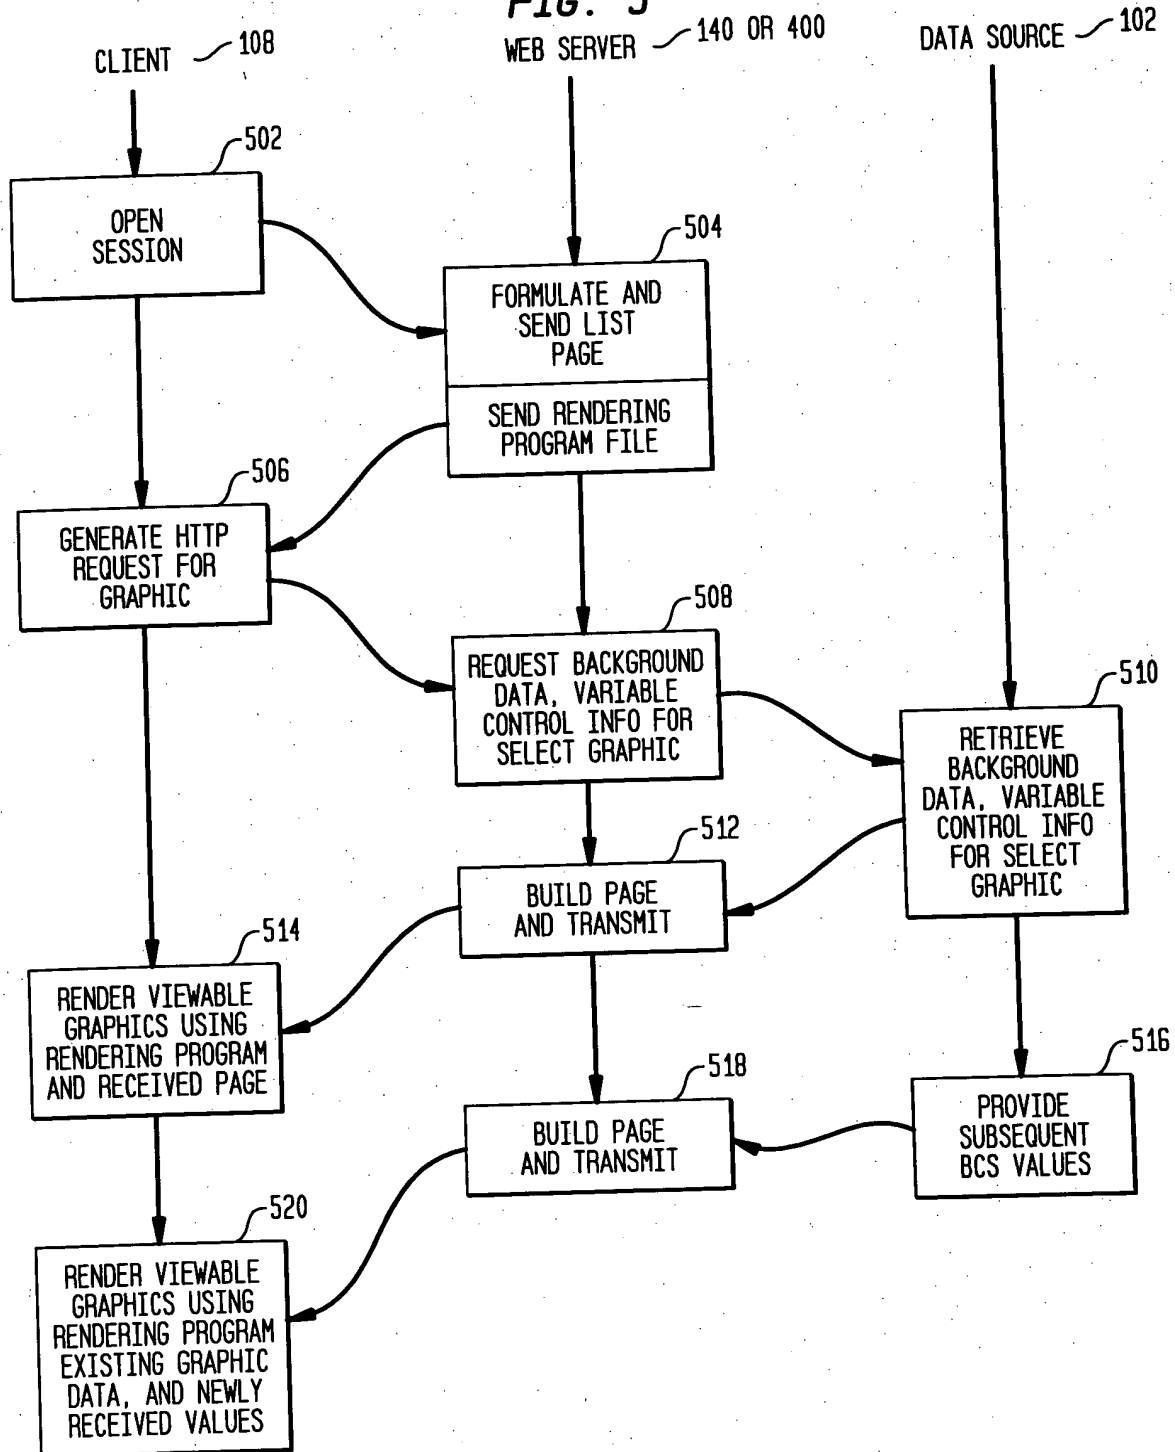 FIG. 5
CLIENT 108
WEB SERVER 140 OR 400
DATA SOURCE 102
502
OPEN
SESSION
504
FORMULATE AND
SEND LIST
PAGE
SEND RENDERING
PROGRAM FILE
506
GENERATE HTTP
REQUEST FOR
GRAPHIC
508
REQUEST BACKGROUND
DATA, VARIABLE
CONTROL INFO FOR
SELECT GRAPHIC
510
RETRIEVE
BACKGROUND
DATA, VARIABLE
CONTROL INFO
FOR SELECT
GRAPHIC
512
BUILD PAGE
AND TRANSMIT
514
RENDER VIEWABLE
GRAPHICS USING
RENDERING PROGRAM
AND RECEIVED PAGE
516
PROVIDE
SUBSEQUENT
BCS VALUES
518
BUILD PAGE
AND TRANSMIT
520
RENDER VIEWABLE
GRAPHICS USING
RENDERING PROGRAM
EXISTING GRAPHIC
DATA, AND NEWLY
RECEIVED VALUES